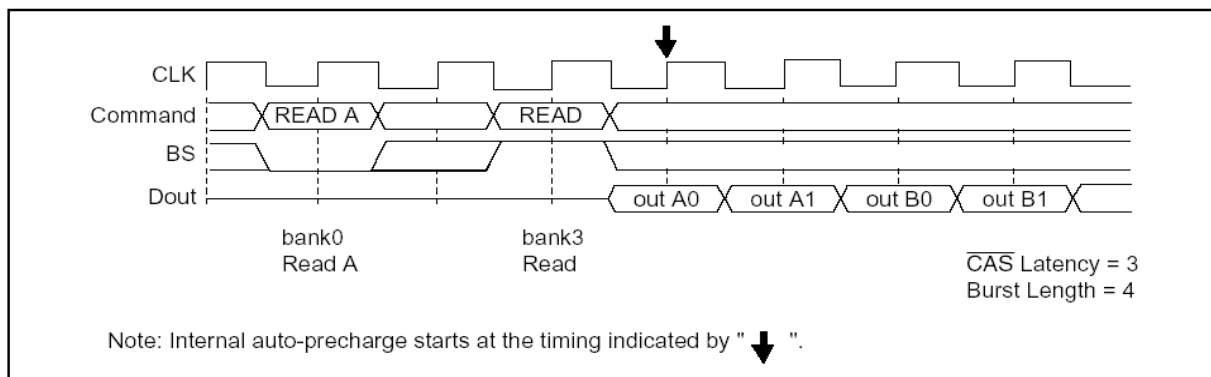 CLK
Command READ A READ
BS
Dout out A0 out A1 out B0 out B1
bank0 bank3
Read A Read
CAS Latency = 3
Burst Length = 4
Note: Internal auto-precharge starts at the timing indicated by " ".